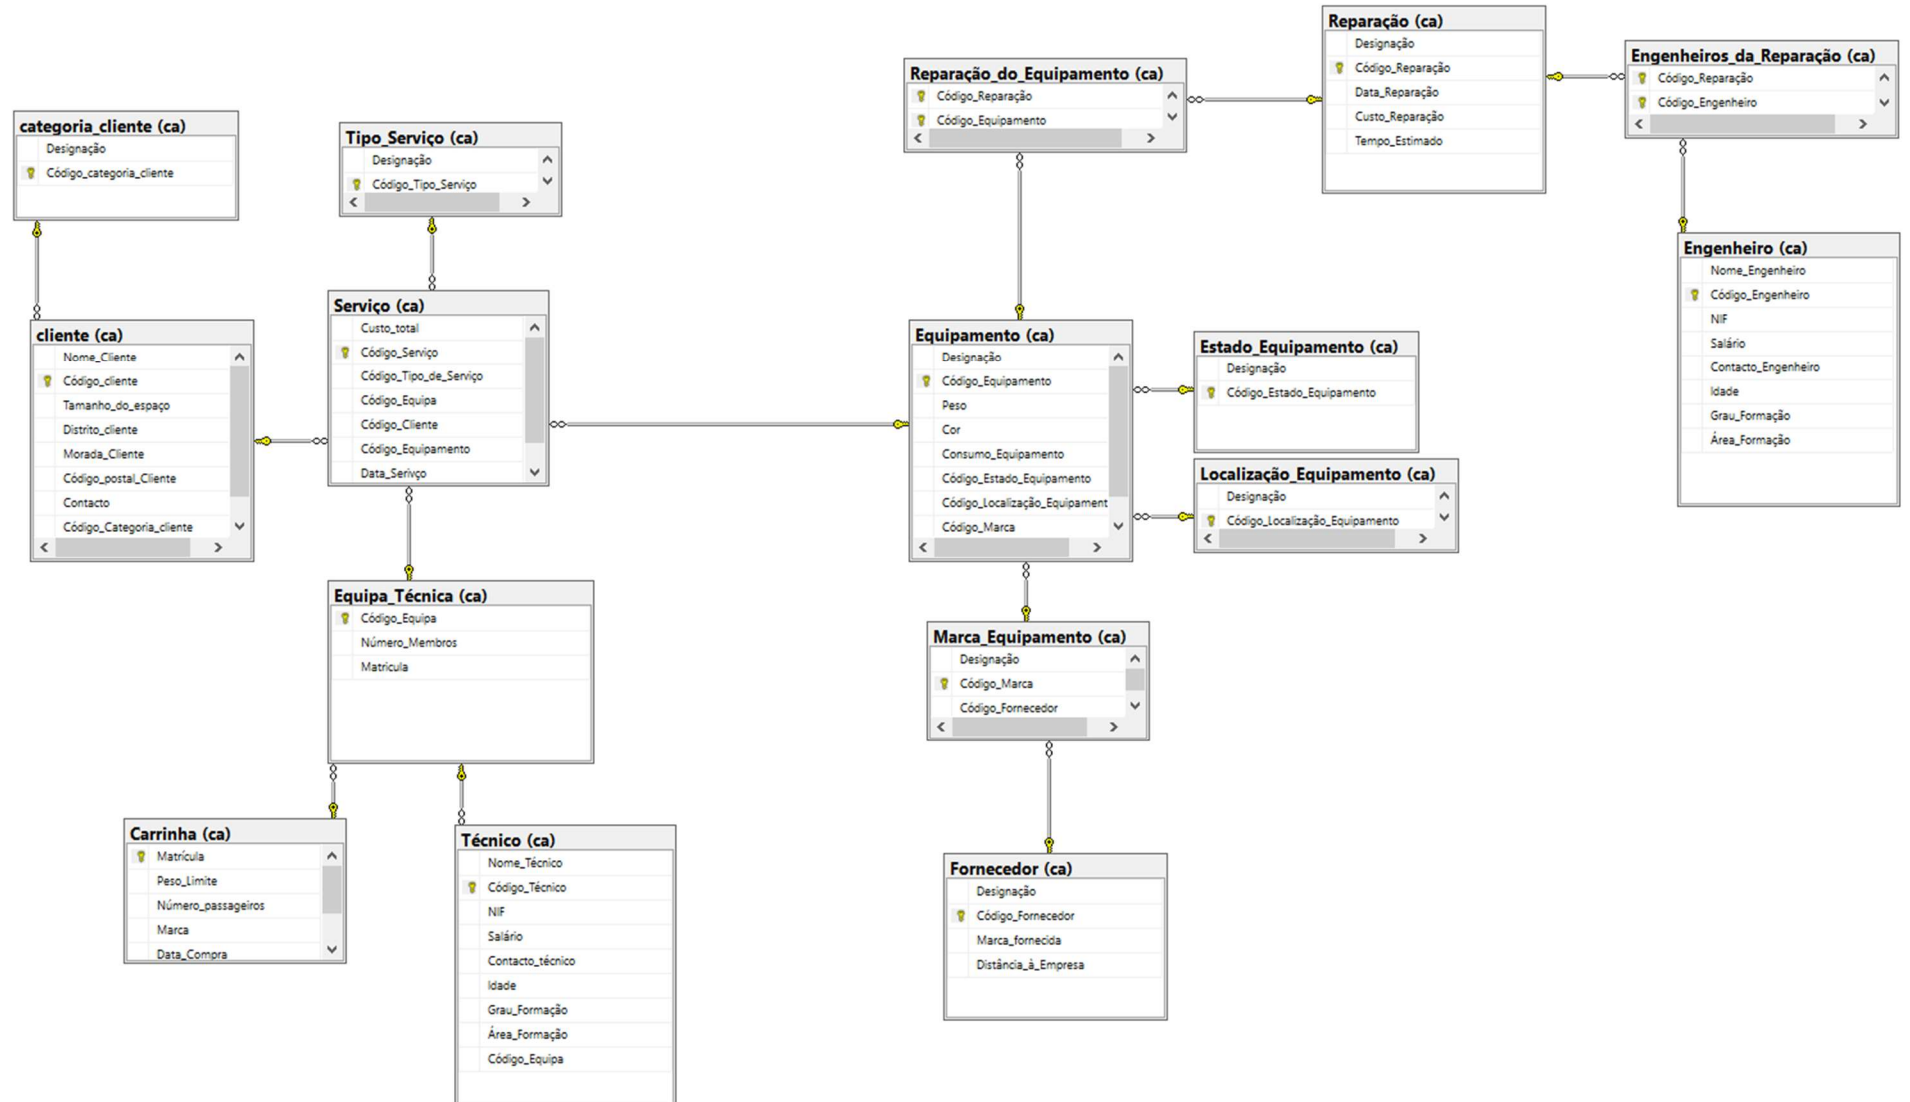 categoria_cliente (ca)
Designação
Código_categoria_cliente
Tipo_Serviço (ca)
Designação
Código_Tipo_Serviço
cliente (ca)
Nome_Cliente
Código_cliente
Tamanho_do_espaço
Distrito_cliente
Morada_Cliente
Código_postal_Cliente
Contacto
Código_Categoria_cliente
Serviço (ca)
Custo_total
Código_Serviço
Código_Tipo_de_Serviço
Código_Equipa
Código_Cliente
Código_Equipamento
Data_Serivço
Equipa_Técnica (ca)
Código_Equipa
Número_Membros
Matricula
Carrinha (ca)
Matrícula
Peso_Limite
Número_passageiros
Marca
Data_Compra
Técnico (ca)
Nome_Técnico
Código_Técnico
NIF
Salário
Contacto_técnico
Idade
Grau_Formação
Área_Formação
Código_Equipa
Reparação_do_Equipamento (ca)
Código_Reparação
Código_Equipamento
Reparação (ca)
Designação
Código_Reparação
Data_Reparação
Custo_Reparação
Tempo_Estimado
Engenheiros_da_Reparação (ca)
Código_Reparação
Código_Engenheiro
Engenheiro (ca)
Nome_Engenheiro
Código_Engenheiro
NIF
Salário
Contacto_Engenheiro
Idade
Grau_Formação
Área_Formação
Equipamento (ca)
Designação
Código_Equipamento
Peso
Cor
Consumo_Equipamento
Código_Estado_Equipamento
Código_Localização_Equipament
Código_Marca
Estado_Equipamento (ca)
Designação
Código_Estado_Equipamento
Localização_Equipamento (ca)
Designação
Código_Localização_Equipamento
Marca_Equipamento (ca)
Designação
Código_Marca
Código_Fornecedor
Fornecedor (ca)
Designação
Código_Fornecedor
Marca_fornecida
Distância_à_Empresa